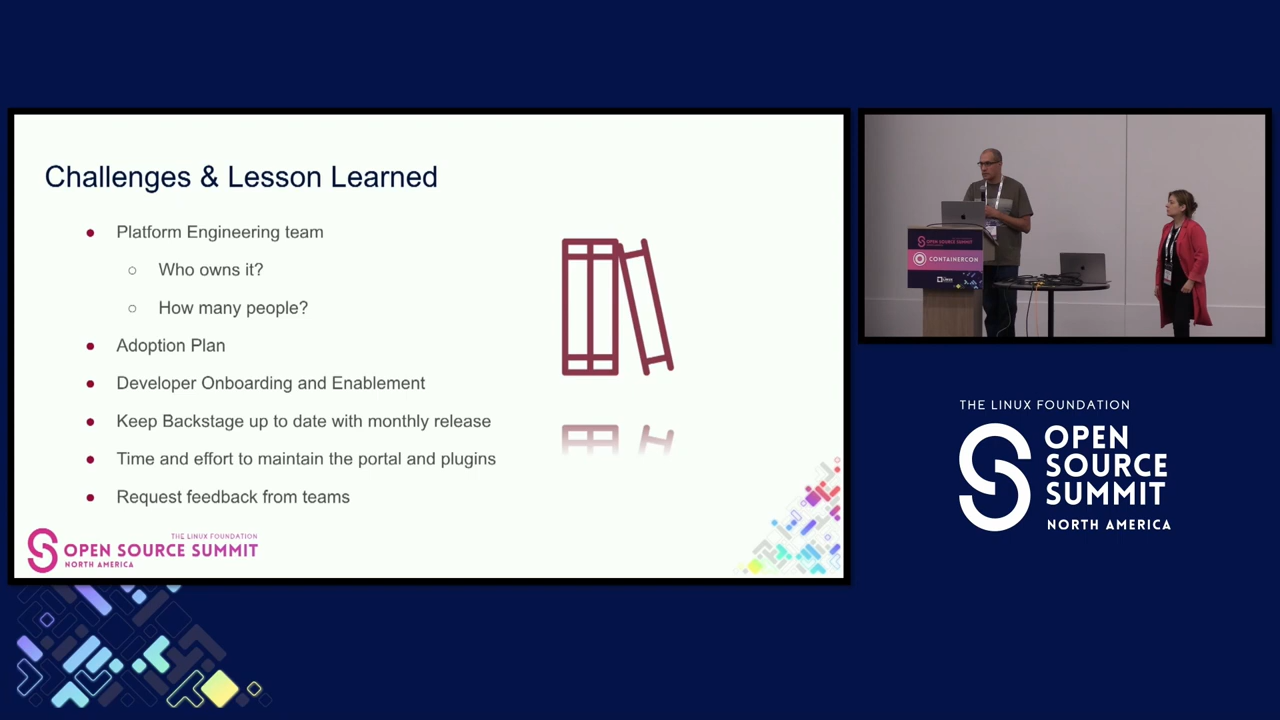 Challenges & Lesson Learned
Platform Engineering team
Who owns it?
How many people?
Adoption Plan
Developer Onboarding and Enablement
Keep Backstage up to date with monthly release
Time and effort to maintain the portal and plugins
Request feedback from teams
THE LINUX FOUNDATION
OPEN SOURCE SUMMIT
NORTH AMERICA
OPEN SOURCE SUMMIT
CONTAINERCON
THE LINUX FOUNDATION
OPEN
SOURCE
SUMMIT
NORTH AMERICA